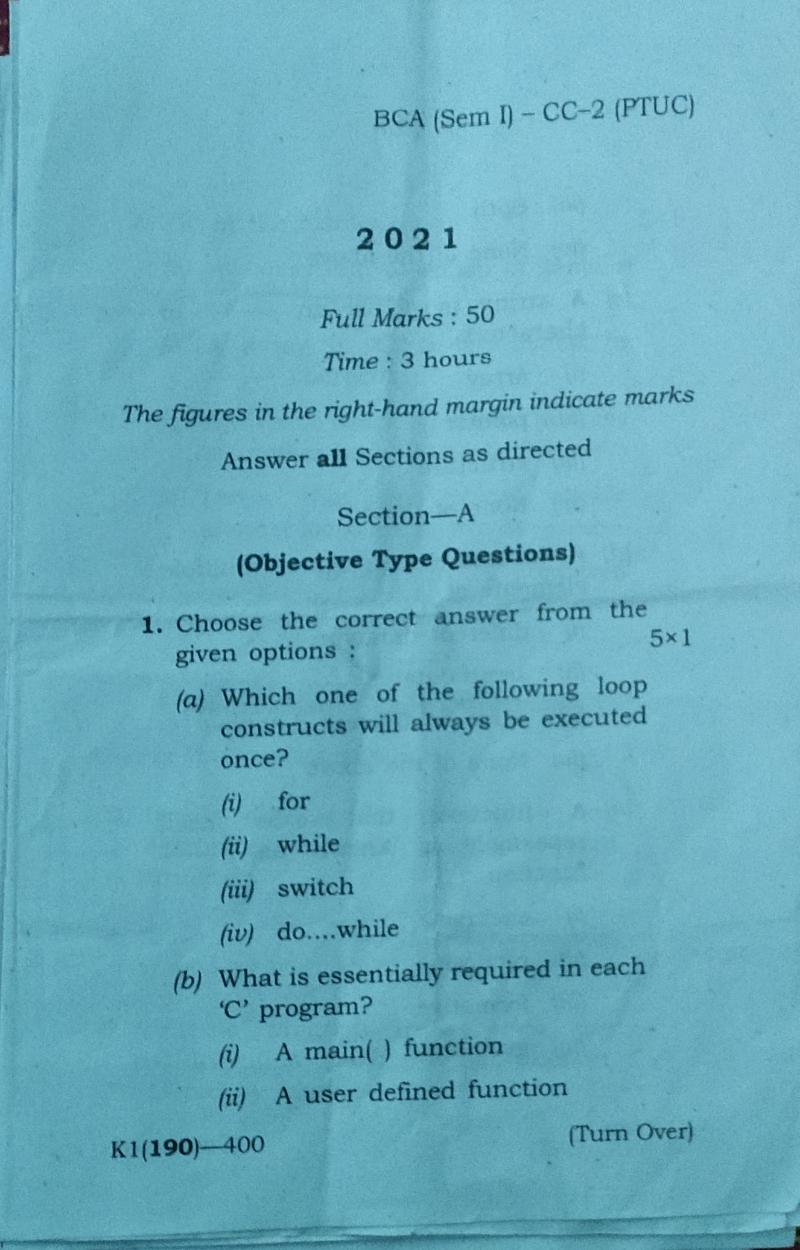 BCA (Sem I) – CC–2 (PTUC)
2 0 2 1
Full Marks : 50
Time : 3 hours
The figures in the right-hand margin indicate marks
Answer all Sections as directed
Section—A
(Objective Type Questions)
1. Choose the correct answer from the
given options : 5×1
(a) Which one of the following loop
constructs will always be executed
once?
(i) for
(ii) while
(iii) switch
(iv) do....while
(b) What is essentially required in each
‘C’ program?
(i) A main( ) function
(ii) A user defined function
K1(190)—400 (Turn Over)